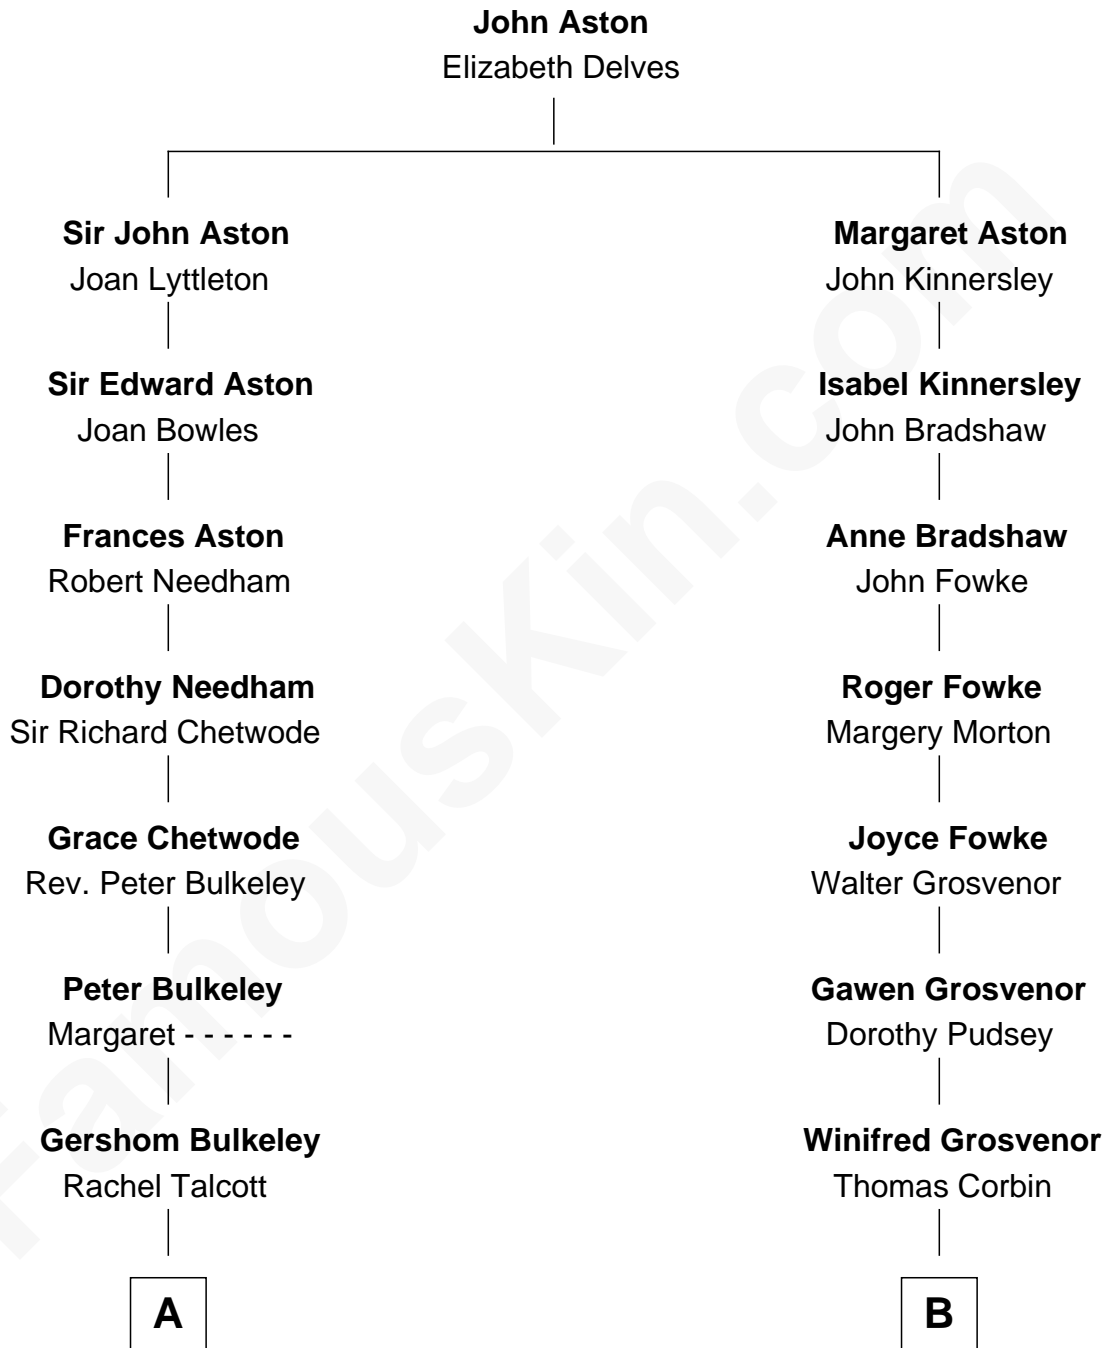 John Aston
Elizabeth Delves
Sir John Aston
Joan Lyttleton
Margaret Aston
John Kinnersley
Sir Edward Aston
Joan Bowles
Isabel Kinnersley
John Bradshaw
Frances Aston
Robert Needham
Anne Bradshaw
John Fowke
Dorothy Needham
Sir Richard Chetwode
Roger Fowke
Margery Morton
Grace Chetwode
Rev. Peter Bulkeley
Joyce Fowke
Walter Grosvenor
Peter Bulkeley
Margaret - - - - - -
Gawen Grosvenor
Dorothy Pudsey
Gershom Bulkeley
Rachel Talcott
Winifred Grosvenor
Thomas Corbin
A
B
FamousKin.com